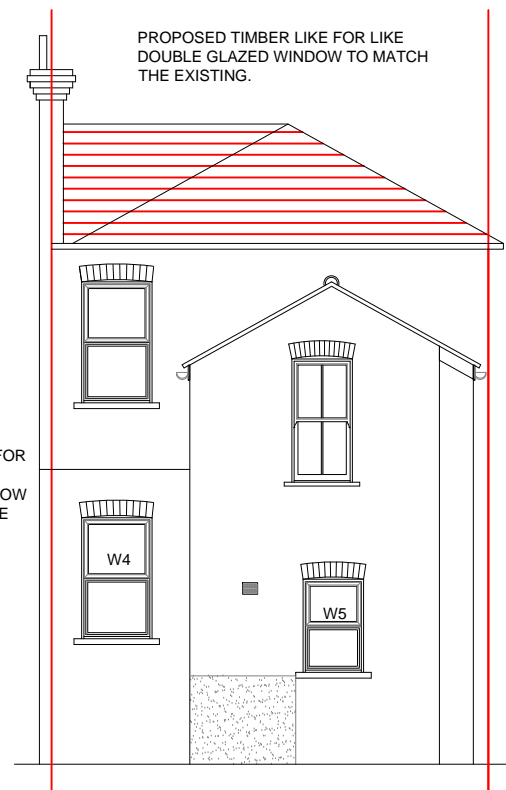 PROPOSED TIMBER LIKE FOR LIKE
DOUBLE GLAZED WINDOW TO MATCH
THE EXISTING.
FOR
OW
E
W4
W5